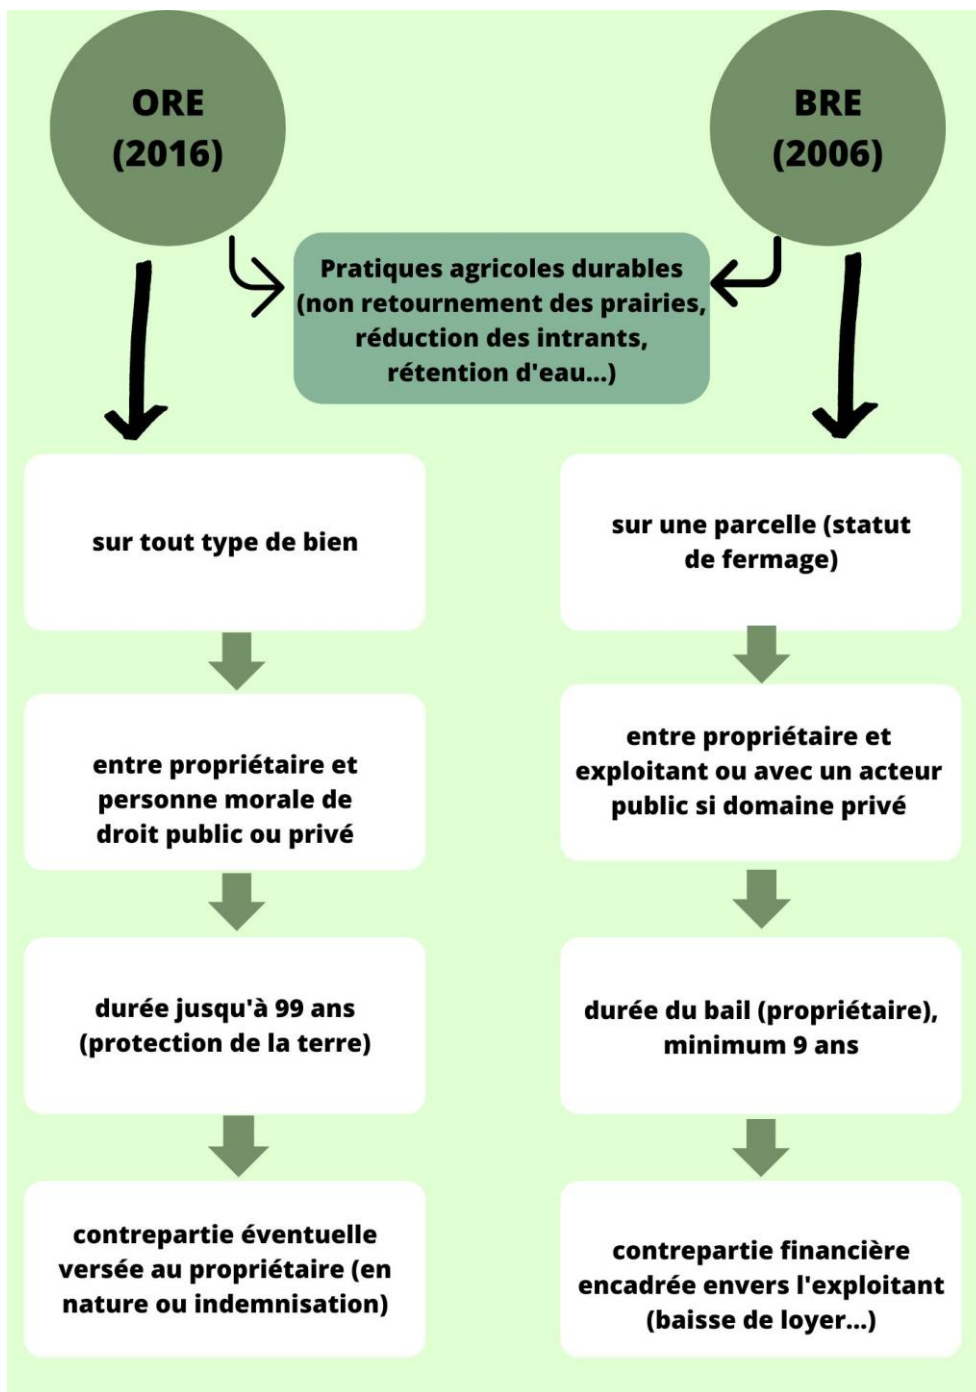 ORE
(2016)
BRE
(2006)
Pratiques agricoles durables
(non retournement des prairies,
réduction des intrants,
rétention d'eau...)
sur tout type de bien
entre propriétaire et
personne morale de
droit public ou privé
durée jusqu'à 99 ans
(protection de la terre)
contrepartie éventuelle
versée au propriétaire (en
nature ou indemnisation)
sur une parcelle (statut
de fermage)
entre propriétaire et
exploitant ou avec un acteur
public si domaine privé
durée du bail (propriétaire),
minimum 9 ans
contrepartie financière
encadrée envers l'exploitant
(baisse de loyer...)